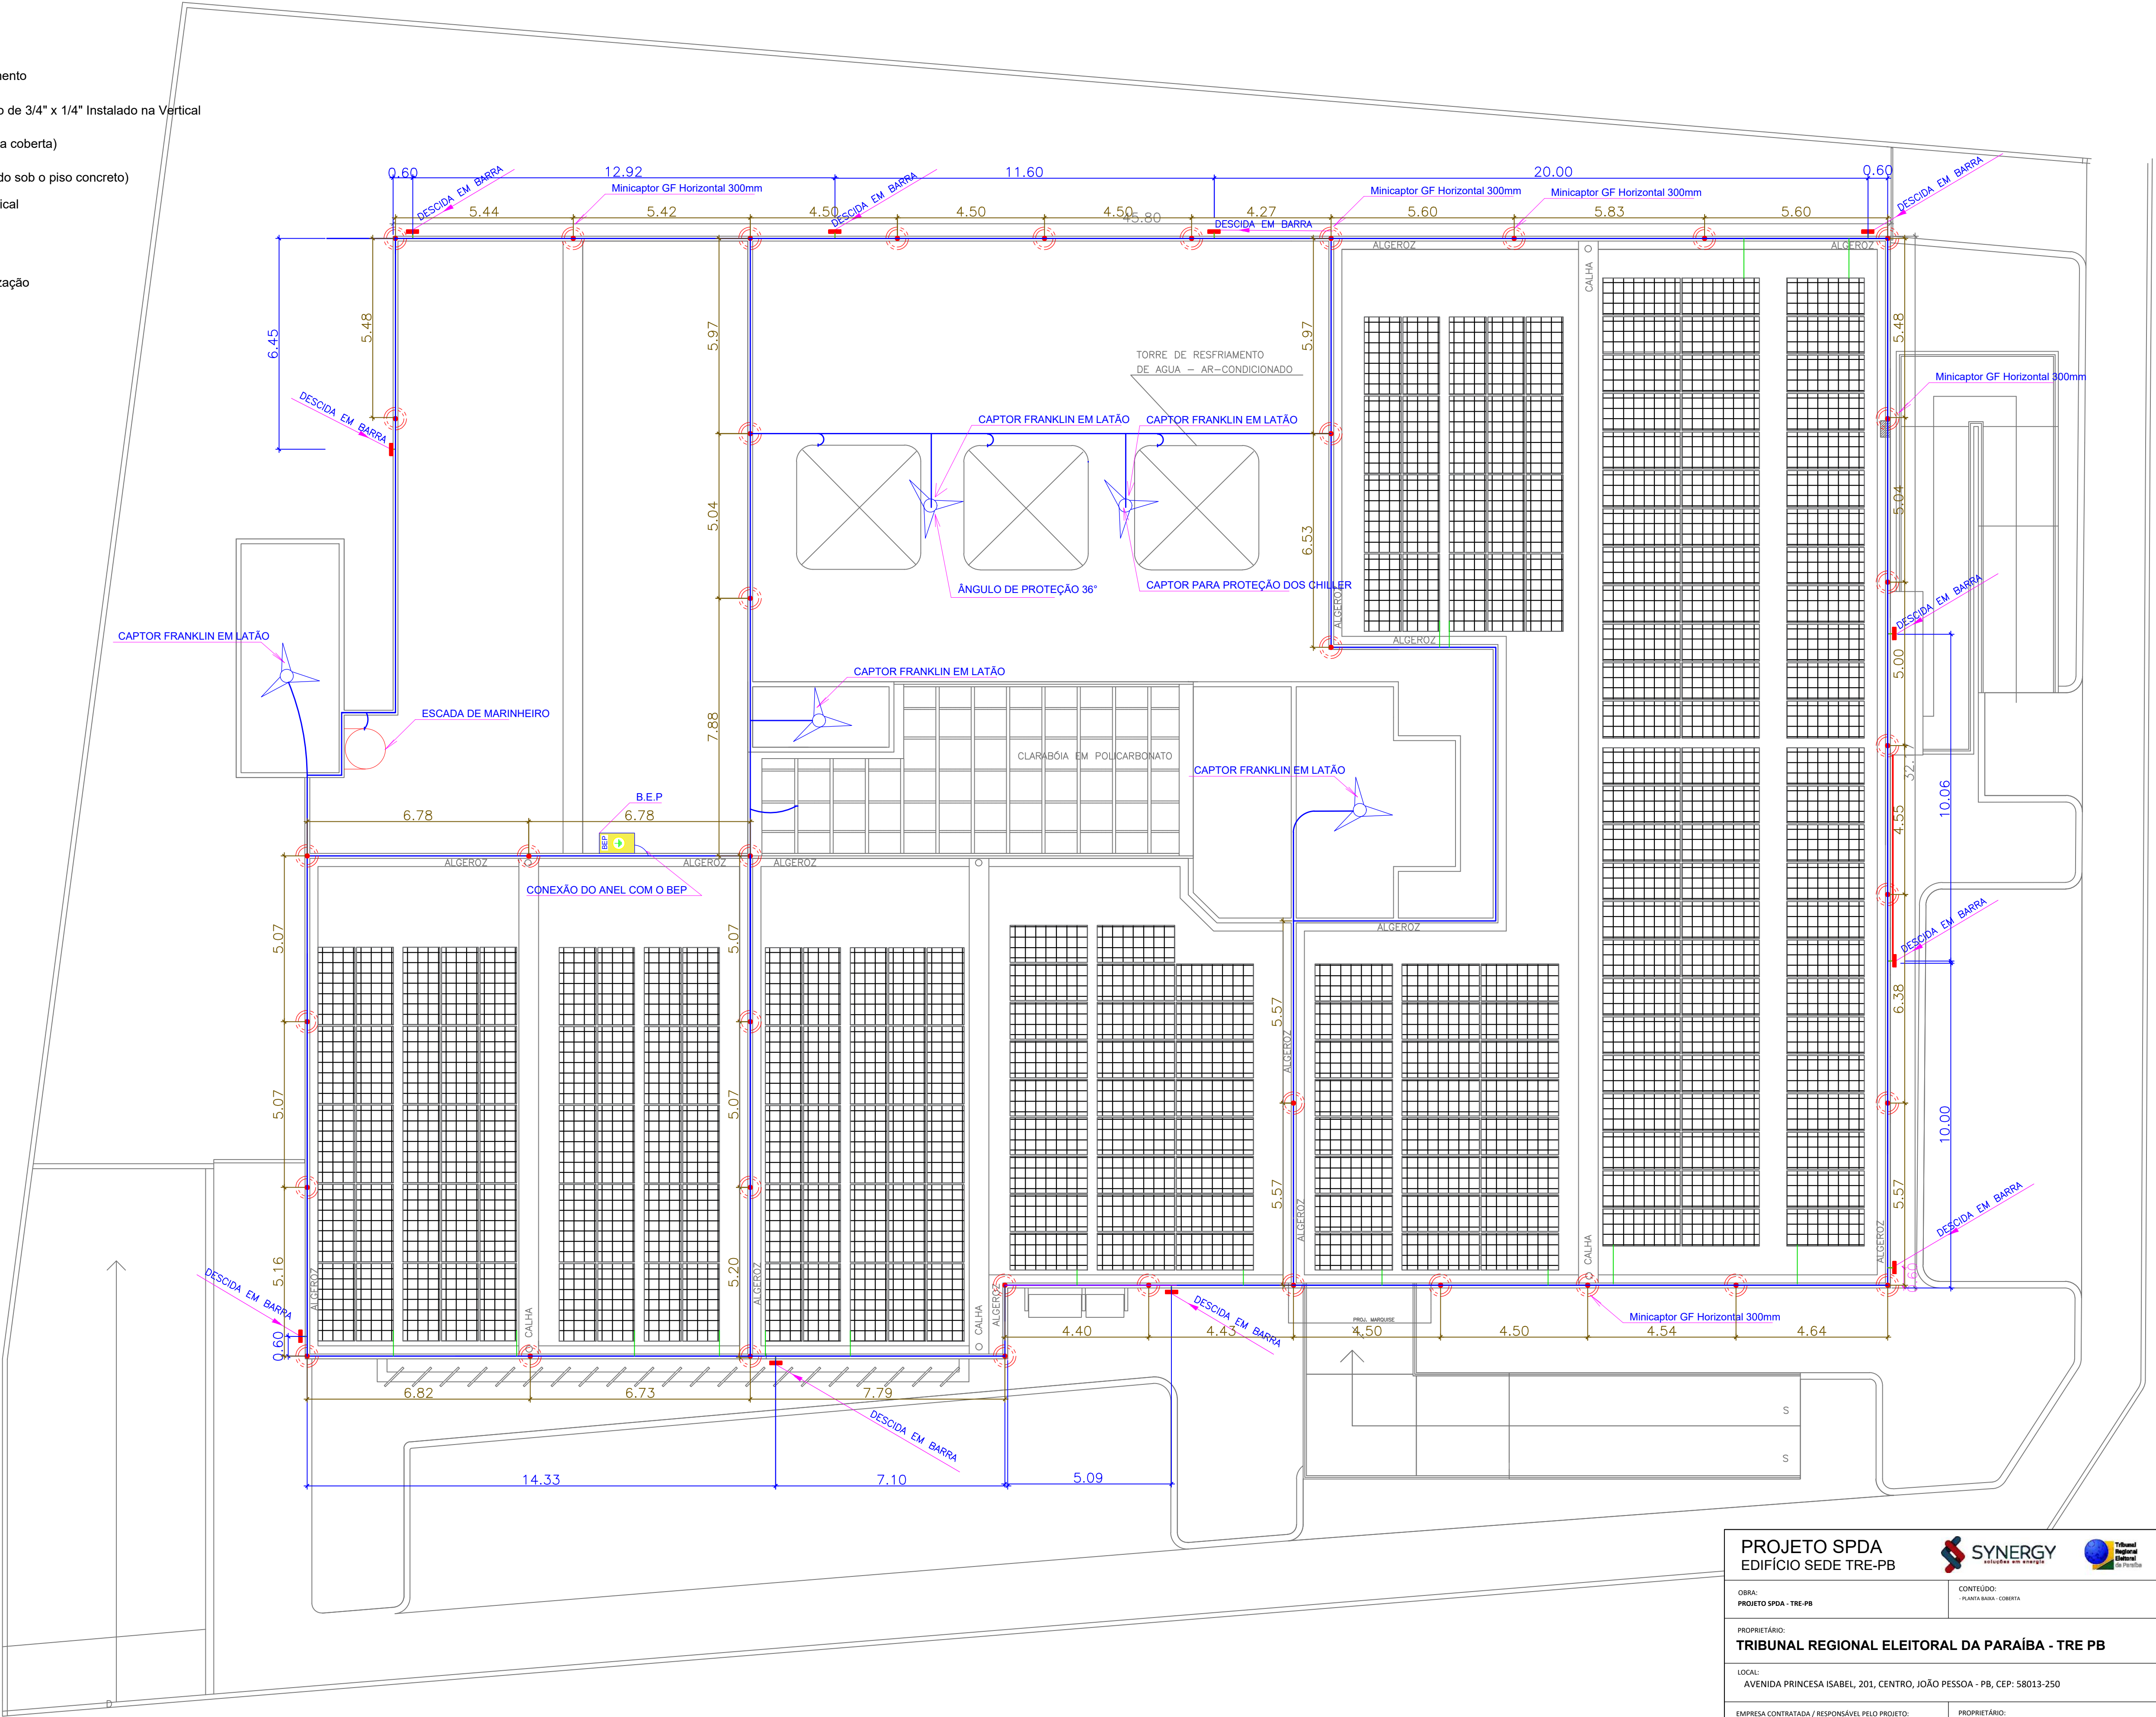 mento
o de 3/4" x 1/4" Instalado na Vertical
a coberta)
do sob o piso concreto)
ical
zação
0.60
12.92
11.60
20.00
0.60
DESCIDA EM BARRA
Minicaptor GF Horizontal 300mm
DESCIDA EM BARRA
Minicaptor GF Horizontal 300mm
Minicaptor GF Horizontal 300mm
DESCIDA EM BARRA
5.44
5.42
4.50
4.50
4.50
45.80
4.27
5.60
5.83
5.60
DESCIDA EM BARRA
ALGEROZ
ALGEROZ
CALHA
6.45
5.48
5.97
5.97
5.48
TORRE DE RESFRIAMENTO
DE AGUA – AR–CONDICIONADO
Minicaptor GF Horizontal 300mm
DESCIDA EM BARRA
CAPTOR FRANKLIN EM LATÃO
CAPTOR FRANKLIN EM LATÃO
5.04
6.53
5.04
ÂNGULO DE PROTEÇÃO 36°
CAPTOR PARA PROTEÇÃO DOS CHILLER
ALGEROZ
DESCIDA EM BARRA
CAPTOR FRANKLIN EM LATÃO
ALGEROZ
5.00
CAPTOR FRANKLIN EM LATÃO
ESCADA DE MARINHEIRO
7.88
CLARABÓIA EM POLICARBONATO
CAPTOR FRANKLIN EM LATÃO
32.
10.06
4.55
B.E.P
6.78
6.78
BEP
ALGEROZ
ALGEROZ
ALGEROZ
CONEXÃO DO ANEL COM O BEP
5.07
5.07
ALGEROZ
DESCIDA EM BARRA
5.57
6.38
ALGEROZ
5.07
5.07
10.00
5.57
5.57
ALGEROZ
DESCIDA EM BARRA
ALGEROZ
5.16
5.20
DESCIDA EM BARRA
ALGEROZ
ALGEROZ
CALHA
CALHA
CALHA
ALGEROZ
0.60
0.60
DESCIDA EM BARRA
PROJ. MARQUISE
Minicaptor GF Horizontal 300mm
4.40
4.43
4.50
4.50
4.54
4.64
6.82
6.73
7.79
DESCIDA EM BARRA
14.33
7.10
5.09
S
S
D
PROJETO SPDA
EDIFÍCIO SEDE TRE-PB
SYNERGY
soluções em energia
Tribunal
Regional
Eleitoral
da Paraíba
OBRA:
PROJETO SPDA - TRE-PB
CONTEÚDO:
- PLANTA BAIXA - COBERTA
PROPRIETÁRIO:
TRIBUNAL REGIONAL ELEITORAL DA PARAÍBA - TRE PB
LOCAL:
AVENIDA PRINCESA ISABEL, 201, CENTRO, JOÃO PESSOA - PB, CEP: 58013-250
EMPRESA CONTRATADA / RESPONSÁVEL PELO PROJETO:
PROPRIETÁRIO: